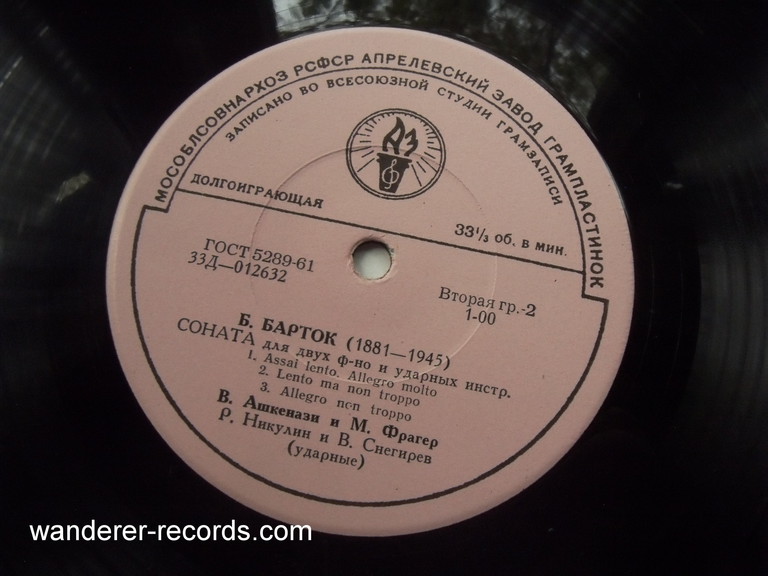 МОСОБЛСОВНАРХОЗ РСФСР АПРЕЛЕВСКИЙ ЗАВОД ГРАМПЛАСТИНОК
ЗАПИСАНО ВО ВСЕСОЮЗНОЙ СТУДИИ ГРАМЗАПИСИ
АЗ
ДОЛГОИГРАЮЩАЯ
33⅓ об. в мин.
ГОСТ 5289-61
33Д—012632
Вторая гр.-2
1-00
Б. БАРТОК (1881—1945)
СОНАТА для двух ф-но и ударных инстр.
1. Assai lento. Allegro molto
2. Lento ma non troppo
3. Allegro non troppo
В. Ашкенази и М. Фрагер
Р. Никулин и В. Снегирев
(ударные)
wanderer-records.com